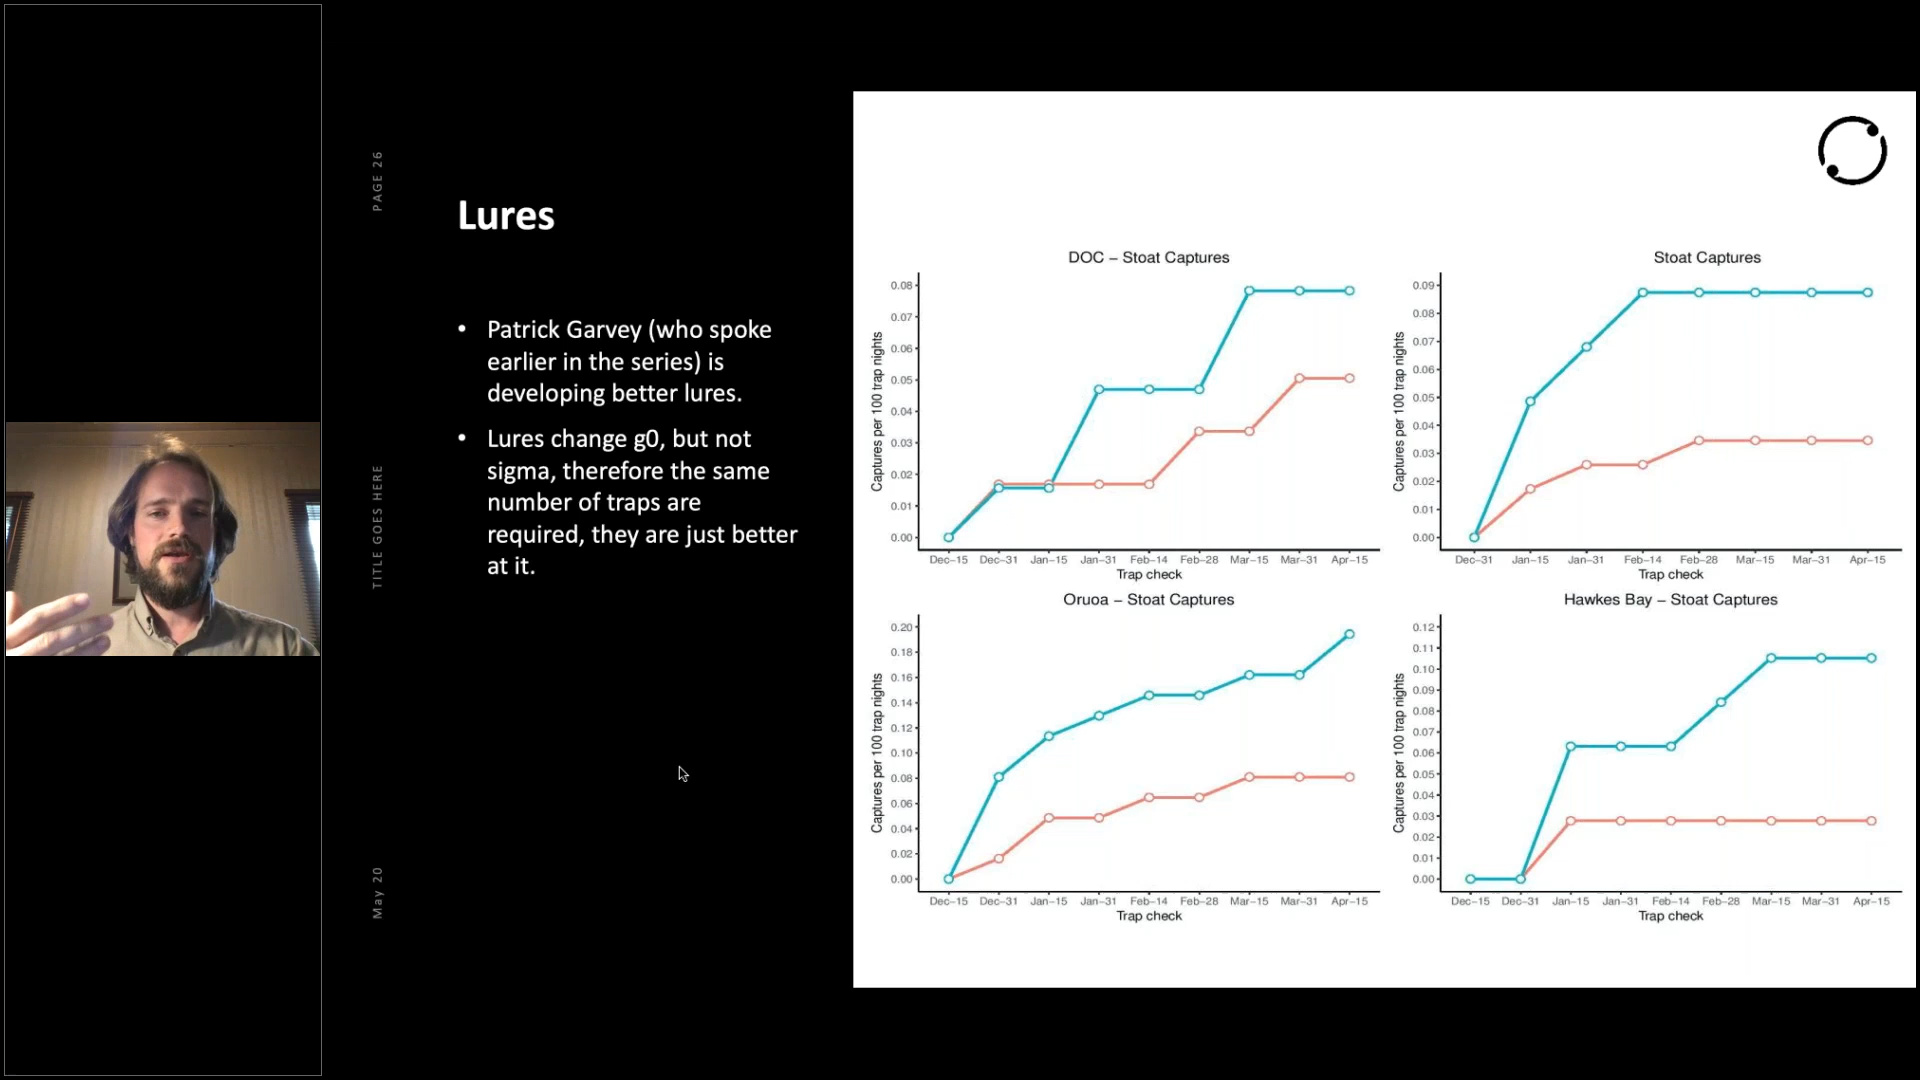 PAGE 26
TITLE GOES HERE
May 20
Lures
• Patrick Garvey (who spoke
earlier in the series) is
developing better lures.
• Lures change g0, but not
sigma, therefore the same
number of traps are
required, they are just better
at it.
DOC – Stoat Captures
Captures per 100 trap nights
0.08
0.07
0.06
0.05
0.04
0.03
0.02
0.01
0.00
Dec–15 Dec–31 Jan–15 Jan–31 Feb–14 Feb–28 Mar–15 Mar–31 Apr–15
Trap check
Stoat Captures
Captures per 100 trap nights
0.09
0.08
0.07
0.06
0.05
0.04
0.03
0.02
0.01
0.00
Dec–31 Jan–15 Jan–31 Feb–14 Feb–28 Mar–15 Mar–31 Apr–15
Trap check
Oruoa – Stoat Captures
Captures per 100 trap nights
0.20
0.18
0.16
0.14
0.12
0.10
0.08
0.06
0.04
0.02
0.00
Dec–15 Dec–31 Jan–15 Jan–31 Feb–14 Feb–28 Mar–15 Mar–31 Apr–15
Trap check
Hawkes Bay – Stoat Captures
Captures per 100 trap nights
0.12
0.11
0.10
0.09
0.08
0.07
0.06
0.05
0.04
0.03
0.02
0.01
0.00
Dec–15 Dec–31 Jan–15 Jan–31 Feb–14 Feb–28 Mar–15 Mar–31 Apr–15
Trap check